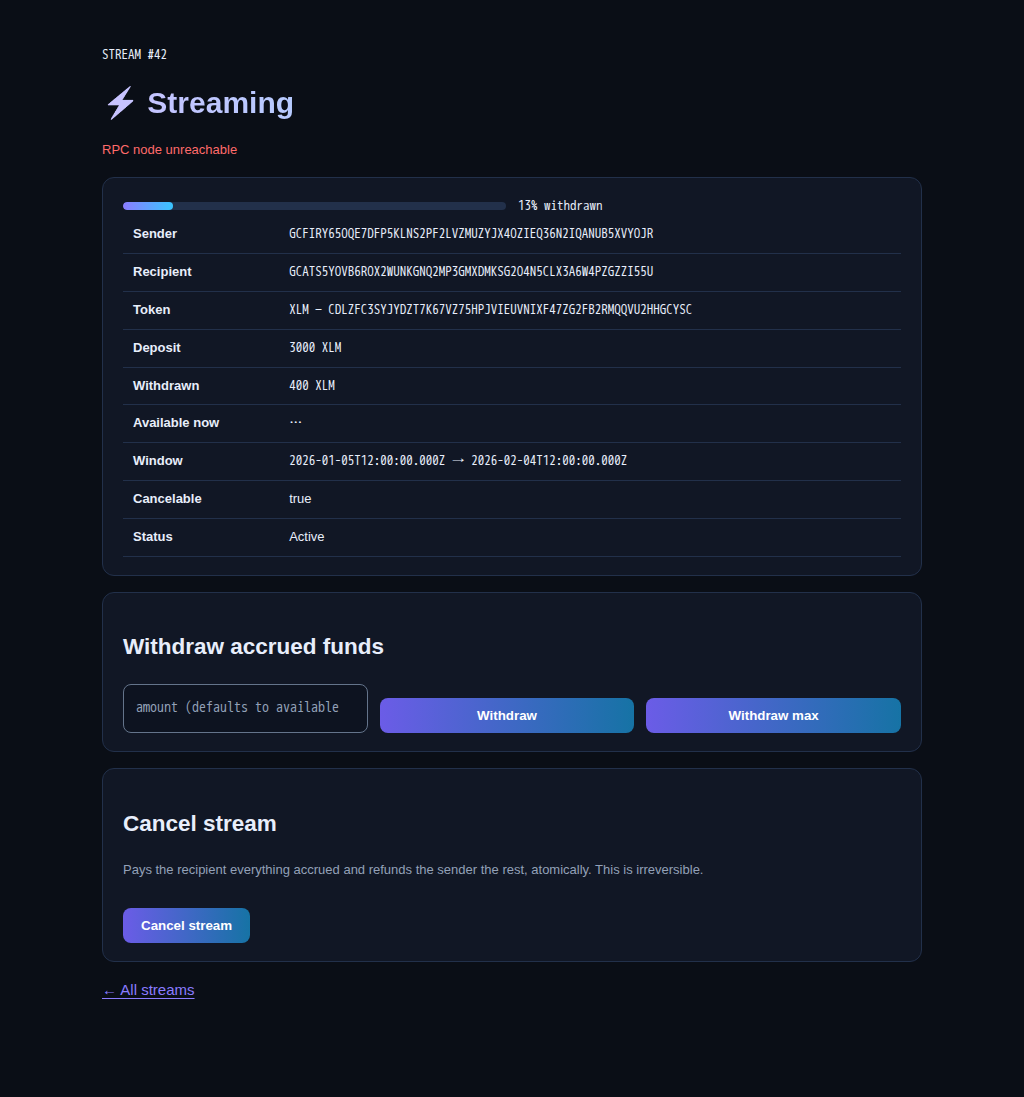 STREAM #42
⚡ Streaming
RPC node unreachable
13% withdrawn
Sender GCFIRY65OQE7DFP5KLNS2PF2LVZMUZYJX4OZIEQ36N2IQANUB5XVYOJR
Recipient GCATS5YOVB6ROX2WUNKGNQ2MP3GMXDMKSG2O4N5CLX3A6W4PZGZZI55U
Token XLM — CDLZFC3SYJYDZT7K67VZ75HPJVIEUVNIXF47ZG2FB2RMQQVU2HHGCYSC
Deposit 3000 XLM
Withdrawn 400 XLM
Available now …
Window 2026-01-05T12:00:00.000Z → 2026-02-04T12:00:00.000Z
Cancelable true
Status Active
Withdraw accrued funds
amount (defaults to available Withdraw Withdraw max
Cancel stream
Pays the recipient everything accrued and refunds the sender the rest, atomically. This is irreversible.
Cancel stream
← All streams